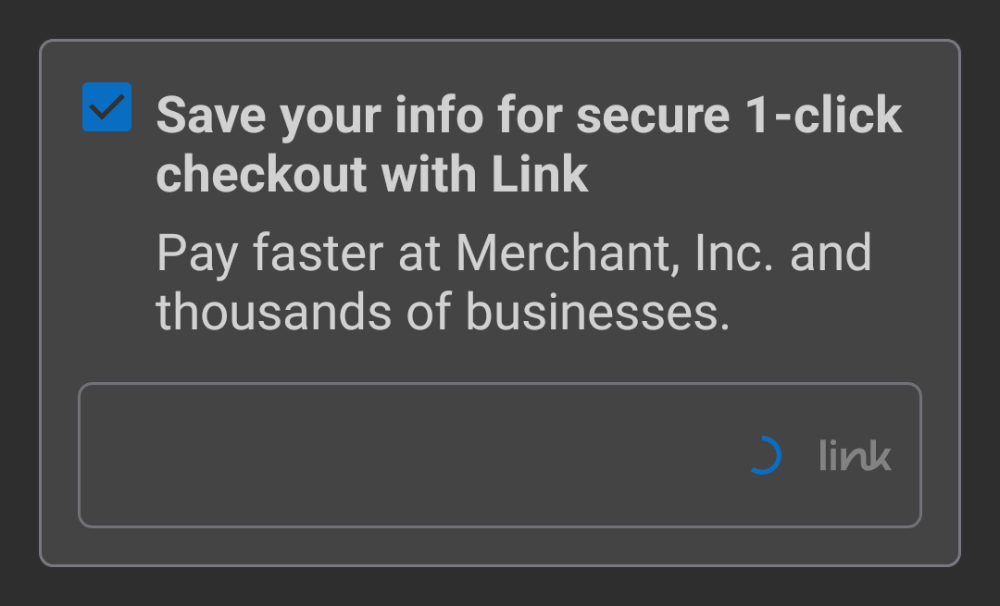 Save your info for secure 1-click
checkout with Link
Pay faster at Merchant, Inc. and
thousands of businesses.
link